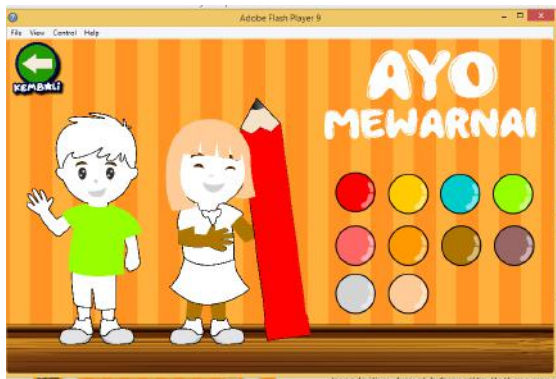 Adobe Flash Player 9
File View Control Help
KEMBALI
AYO
MEWARNAI